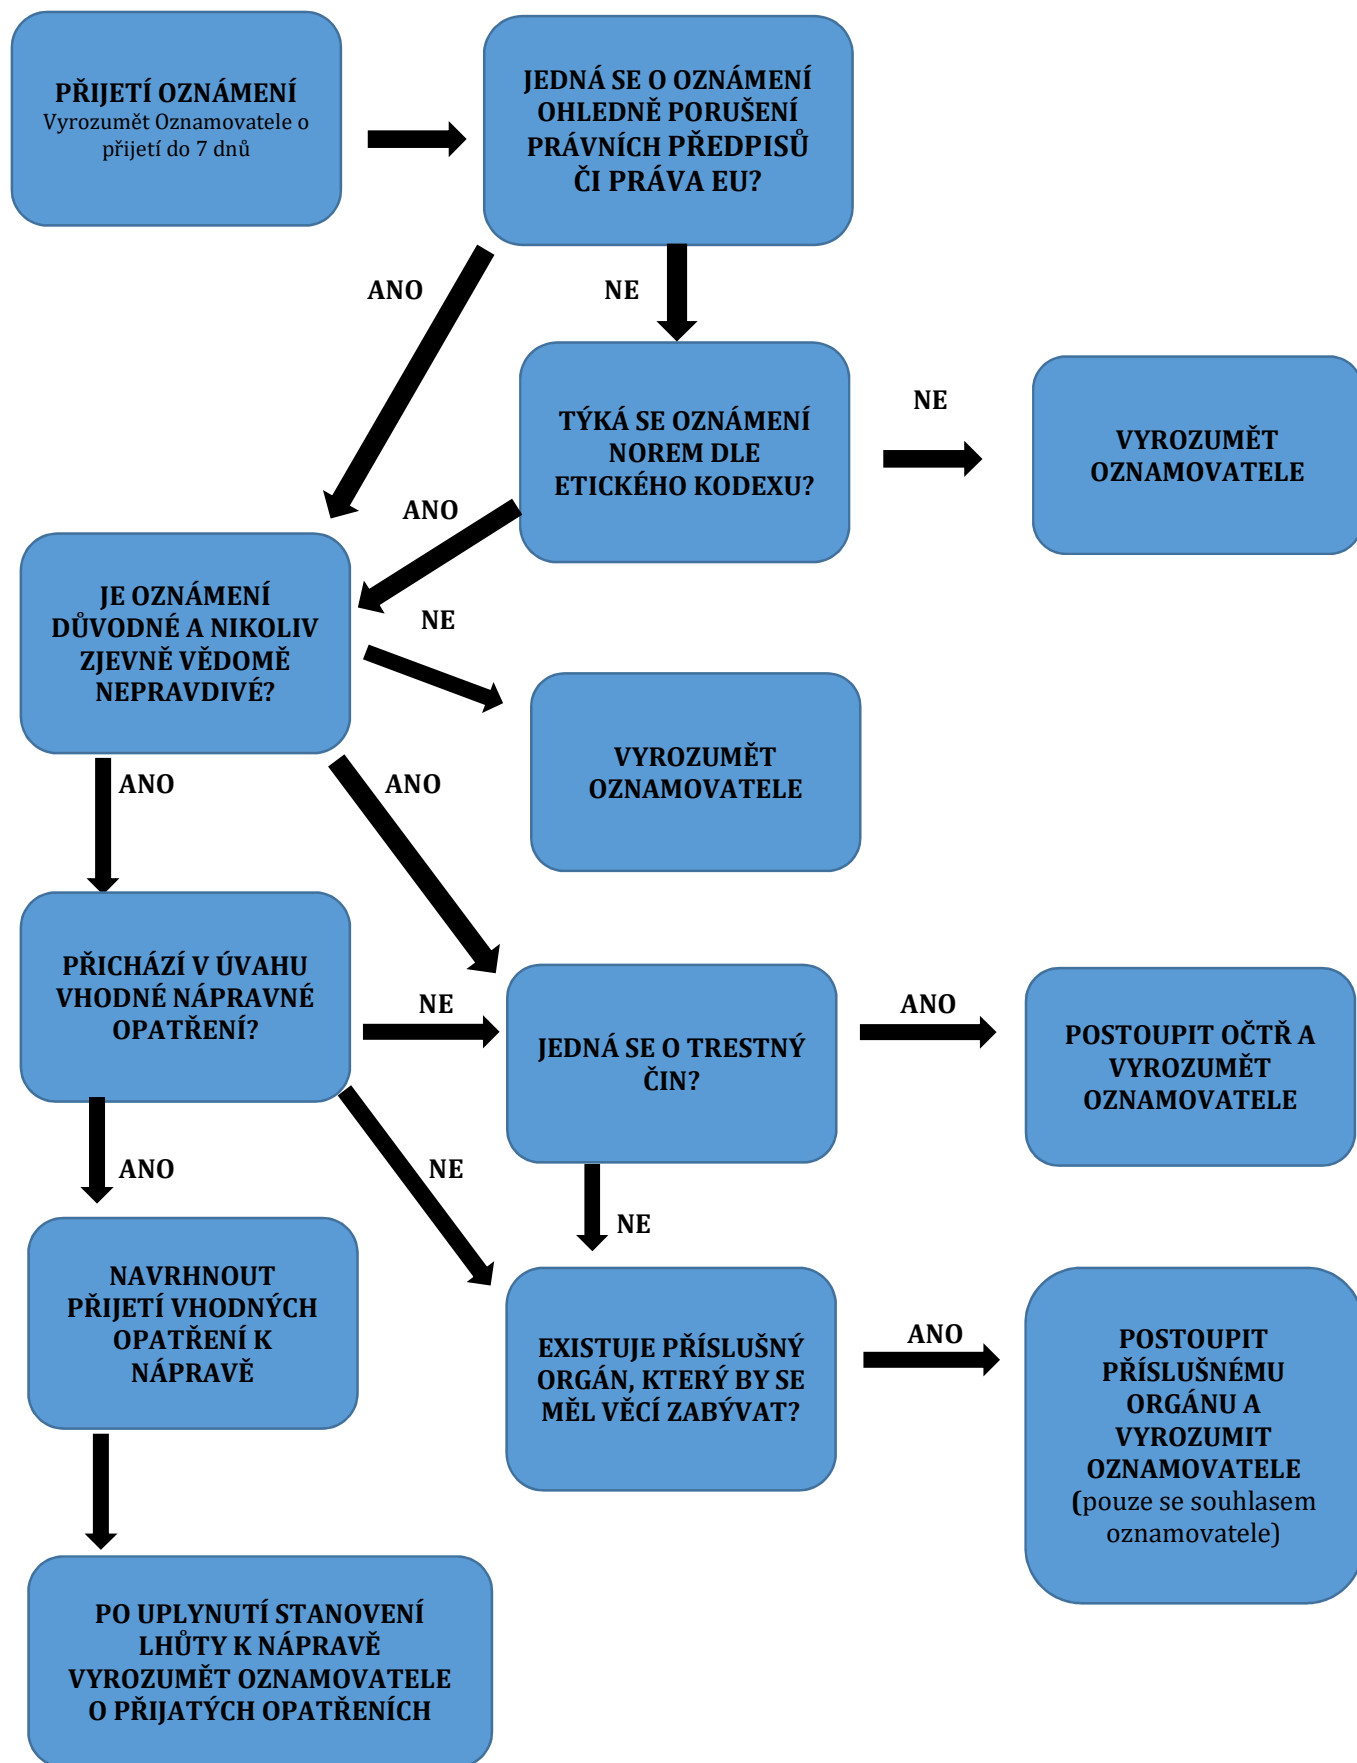 PŘIJETÍ OZNÁMENÍ
Vyrozumět Oznamovatele o
přijetí do 7 dnů
JEDNÁ SE O OZNÁMENÍ
OHLEDNĚ PORUŠENÍ
PRÁVNÍCH PŘEDPISŮ
ČI PRÁVA EU?
ANO
NE
TÝKÁ SE OZNÁMENÍ
NOREM DLE
ETICKÉHO KODEXU?
NE
VYROZUMĚT
OZNAMOVATELE
ANO
JE OZNÁMENÍ
DŮVODNÉ A NIKOLIV
ZJEVNĚ VĚDOMĚ
NEPRAVDIVÉ?
NE
VYROZUMĚT
OZNAMOVATELE
ANO
ANO
PŘICHÁZÍ V ÚVAHU
VHODNÉ NÁPRAVNÉ
OPATŘENÍ?
NE
JEDNÁ SE O TRESTNÝ
ČIN?
ANO
POSTOUPIT OČTŘ A
VYROZUMĚT
OZNAMOVATELE
ANO
NE
NE
NAVRHNOUT
PŘIJETÍ VHODNÝCH
OPATŘENÍ K
NÁPRAVĚ
EXISTUJE PŘÍSLUŠNÝ
ORGÁN, KTERÝ BY SE
MĚL VĚCÍ ZABÝVAT?
ANO
POSTOUPIT
PŘÍSLUŠNÉMU
ORGÁNU A
VYROZUMIT
OZNAMOVATELE
(pouze se souhlasem
oznamovatele)
PO UPLYNUTÍ STANOVENÍ
LHŮTY K NÁPRAVĚ
VYROZUMĚT OZNAMOVATELE
O PŘIJATÝCH OPATŘENÍCH